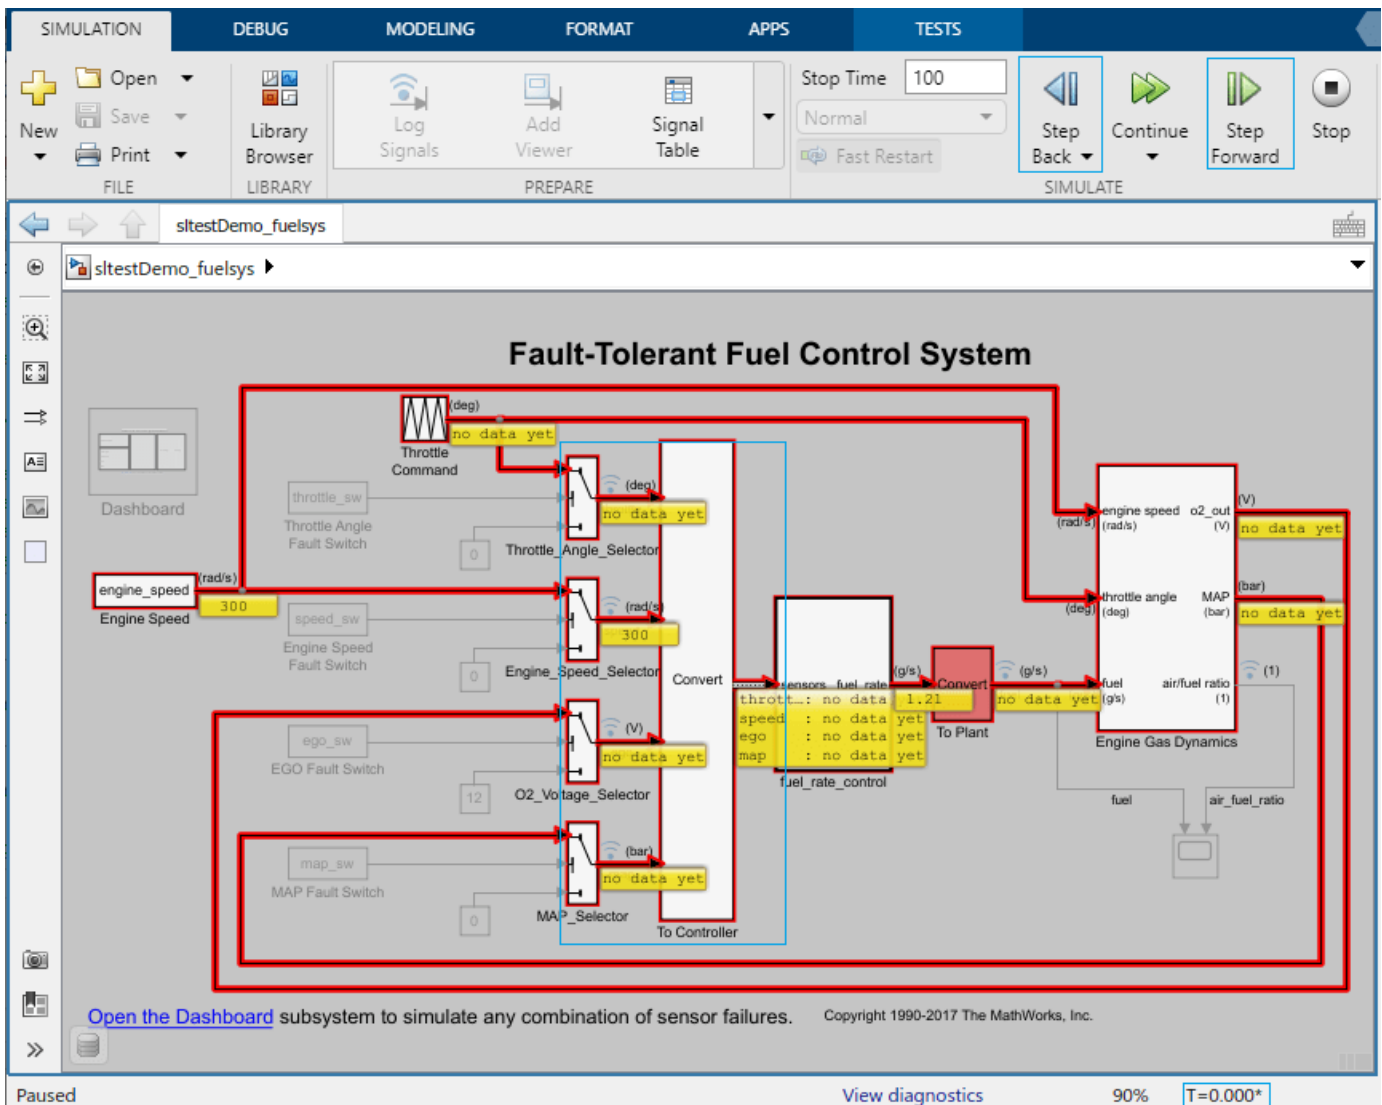 SIMULATION DEBUG MODELING FORMAT APPS TESTS
New
Open
Save
Print
FILE
Library
Browser
LIBRARY
Log
Signals
Add
Viewer
Signal
Table
PREPARE
Stop Time 100
Normal
Fast Restart
Step
Back
Continue
Step
Forward
Stop
SIMULATE
sltestDemo_fuelsys
sltestDemo_fuelsys
Fault-Tolerant Fuel Control System
Dashboard
(deg)
no data yet
Throttle
Command
throttle_sw
Throttle Angle
Fault Switch
0
(deg)
no data yet
Throttle_Angle_Selector
engine_speed
(rad/s)
300
Engine Speed
speed_sw
Engine Speed
Fault Switch
0
(rad/s)
300
Engine_Speed_Selector
ego_sw
EGO Fault Switch
12
(V)
no data yet
O2_Voltage_Selector
map_sw
MAP Fault Switch
0
(bar)
no data yet
MAP_Selector
Convert
To Controller
sensors fuel_rate
thrott…: no data
speed : no data yet
ego : no data yet
map : no data yet
fuel_rate_control
(g/s)
1.21
Convert
To Plant
(g/s)
no data yet
(rad/s)
engine speed
(rad/s)
o2_out
(V)
(V)
no data yet
(deg)
throttle angle
(deg)
MAP
(bar)
(bar)
no data yet
fuel
(g/s)
air/fuel ratio
(1)
(1)
Engine Gas Dynamics
fuel
air_fuel_ratio
Open the Dashboard subsystem to simulate any combination of sensor failures.
Copyright 1990-2017 The MathWorks, Inc.
Paused View diagnostics 90% T=0.000*